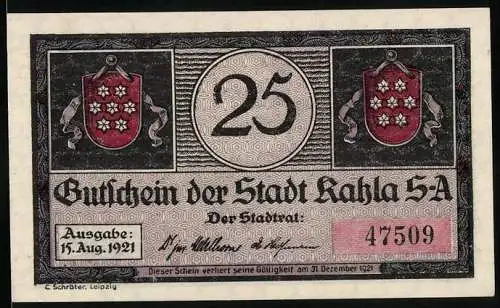 25
Gutschein der Stadt Kahla S-A
Der Stadtrat:
Ausgabe:
15. Aug. 1921
47509
Dieser Schein verliert seine Gültigkeit am 31. Dezember 1921
C. Schröter, Leipzig